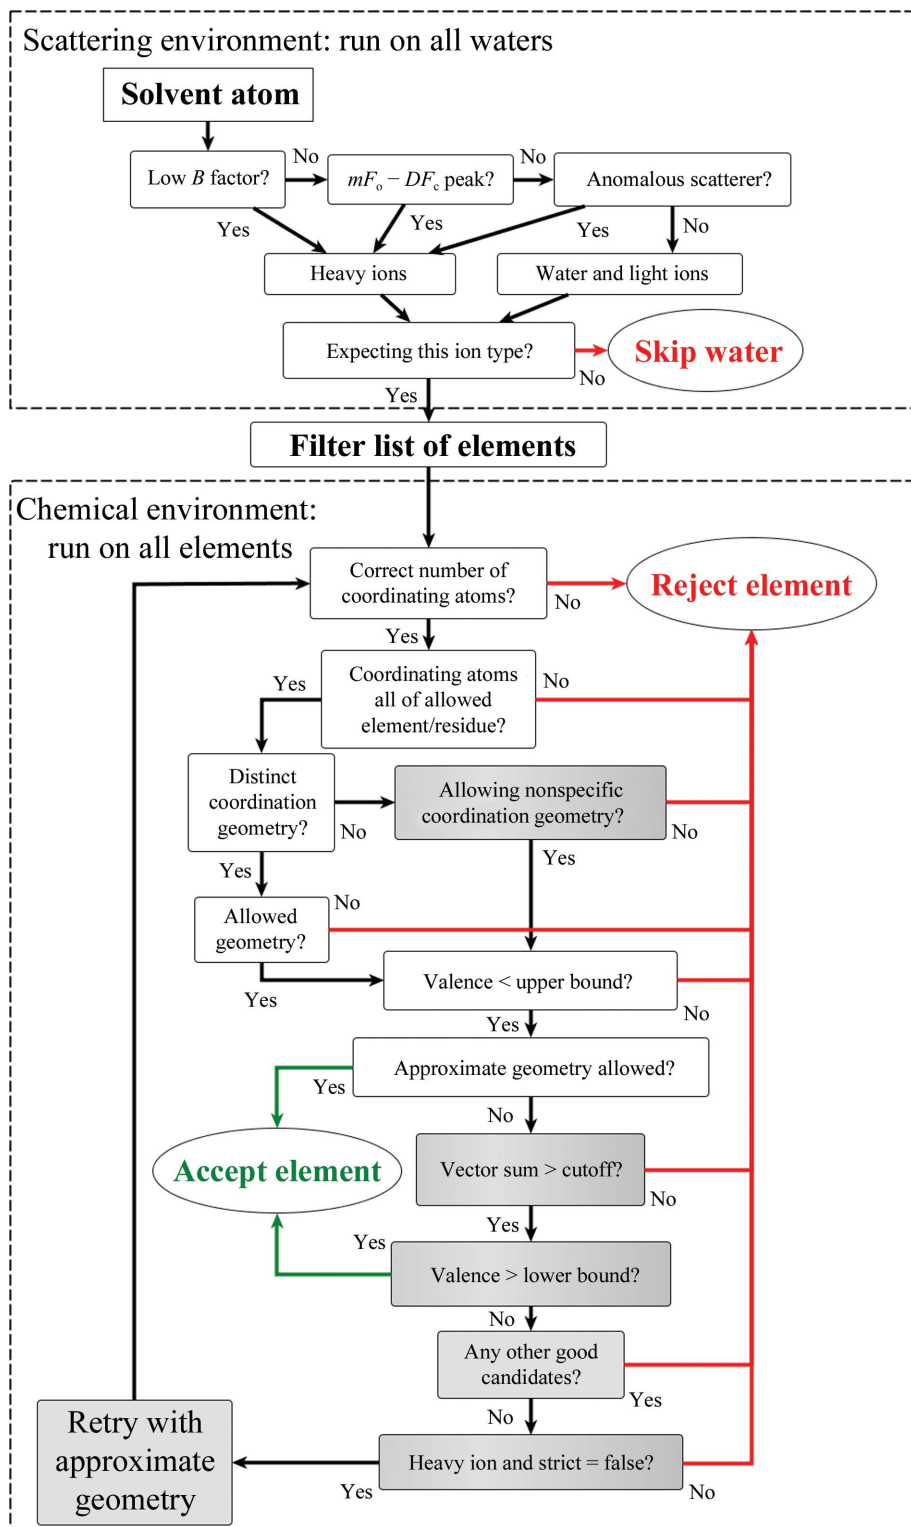 Scattering environment: run on all waters
Solvent atom
Low B factor?
No
mFo − DFc peak?
No
Anomalous scatterer?
Yes
Yes
Yes
No
Heavy ions
Water and light ions
Expecting this ion type?
No
Skip water
Yes
Filter list of elements
Chemical environment:
run on all elements
Correct number of
coordinating atoms?
No
Reject element
Yes
Coordinating atoms
all of allowed
element/residue?
Yes
No
Distinct
coordination
geometry?
No
Allowing nonspecific
coordination geometry?
No
Yes
Yes
Allowed
geometry?
No
Yes
Valence < upper bound?
No
Yes
Approximate geometry allowed?
Yes
No
Accept element
Vector sum > cutoff?
No
Yes
Yes
Valence > lower bound?
No
Any other good
candidates?
Yes
No
Heavy ion and strict = false?
Yes
No
Retry with
approximate
geometry